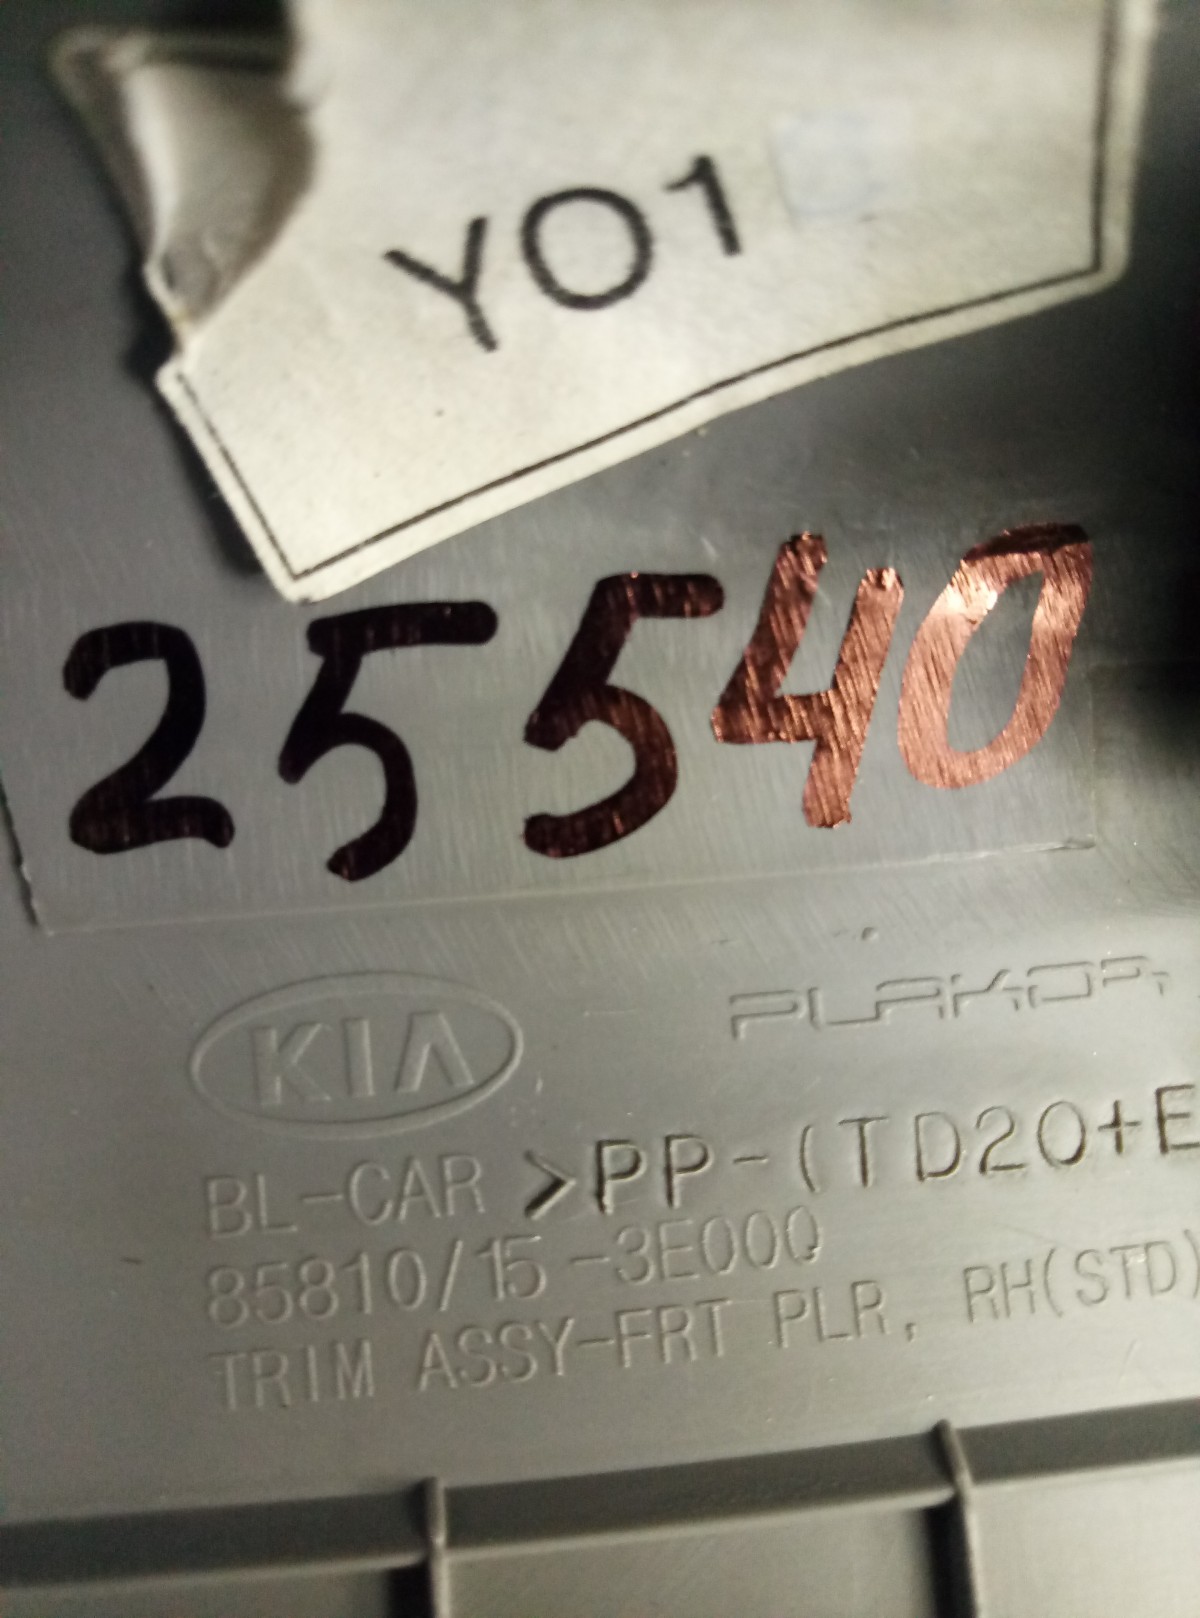 YO1
25540
KIA
PLAKOR
BL-CAR >PP-(TD20+E
85810/15-3E000
TRIM ASSY-FRT PLR, RH(STD)